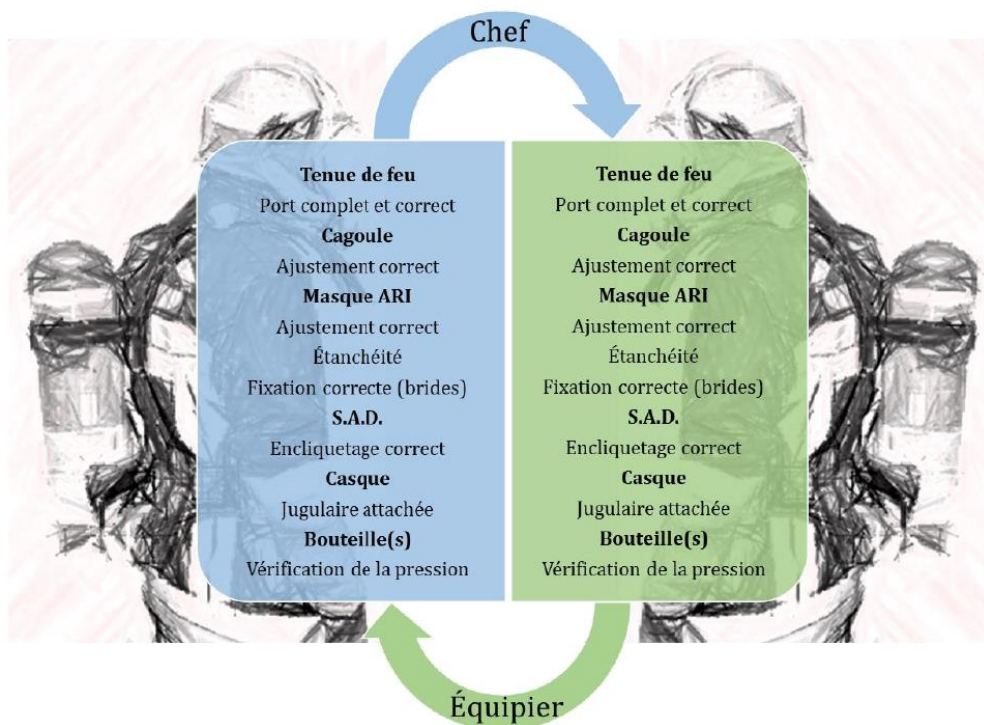 Chef
Tenue de feu
Port complet et correct
Cagoule
Ajustement correct
Masque ARI
Ajustement correct
Étanchéité
Fixation correcte (brides)
S.A.D.
Encliquetage correct
Casque
Jugulaire attachée
Bouteille(s)
Vérification de la pression
Tenue de feu
Port complet et correct
Cagoule
Ajustement correct
Masque ARI
Ajustement correct
Étanchéité
Fixation correcte (brides)
S.A.D.
Encliquetage correct
Casque
Jugulaire attachée
Bouteille(s)
Vérification de la pression
Équipier